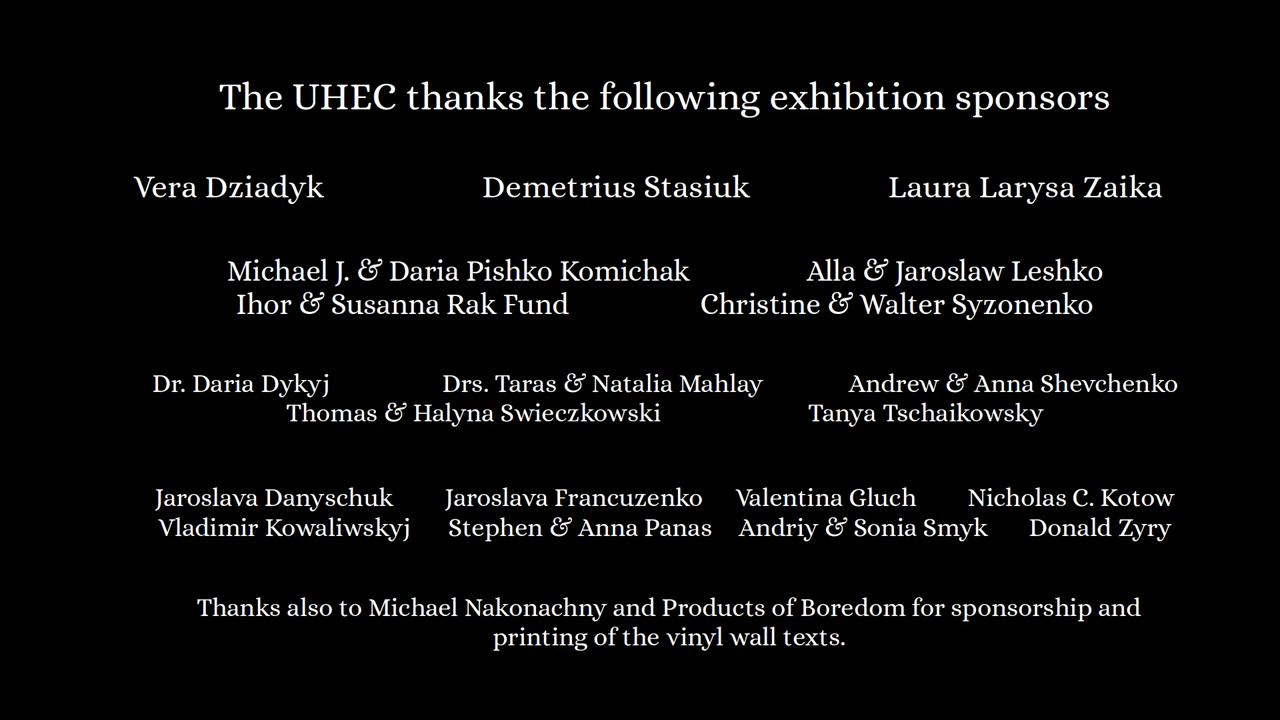 The UHEC thanks the following exhibition sponsors
Vera Dziadyk Demetrius Stasiuk Laura Larysa Zaika
Michael J. & Daria Pishko Komichak Alla & Jaroslaw Leshko
Ihor & Susanna Rak Fund Christine & Walter Syzonenko
Dr. Daria Dykyj Drs. Taras & Natalia Mahlay Andrew & Anna Shevchenko
Thomas & Halyna Swieczkowski Tanya Tschaikowsky
Jaroslava Danyschuk Jaroslava Francuzenko Valentina Gluch Nicholas C. Kotow
Vladimir Kowaliwskyj Stephen & Anna Panas Andriy & Sonia Smyk Donald Zyry
Thanks also to Michael Nakonachny and Products of Boredom for sponsorship and
printing of the vinyl wall texts.